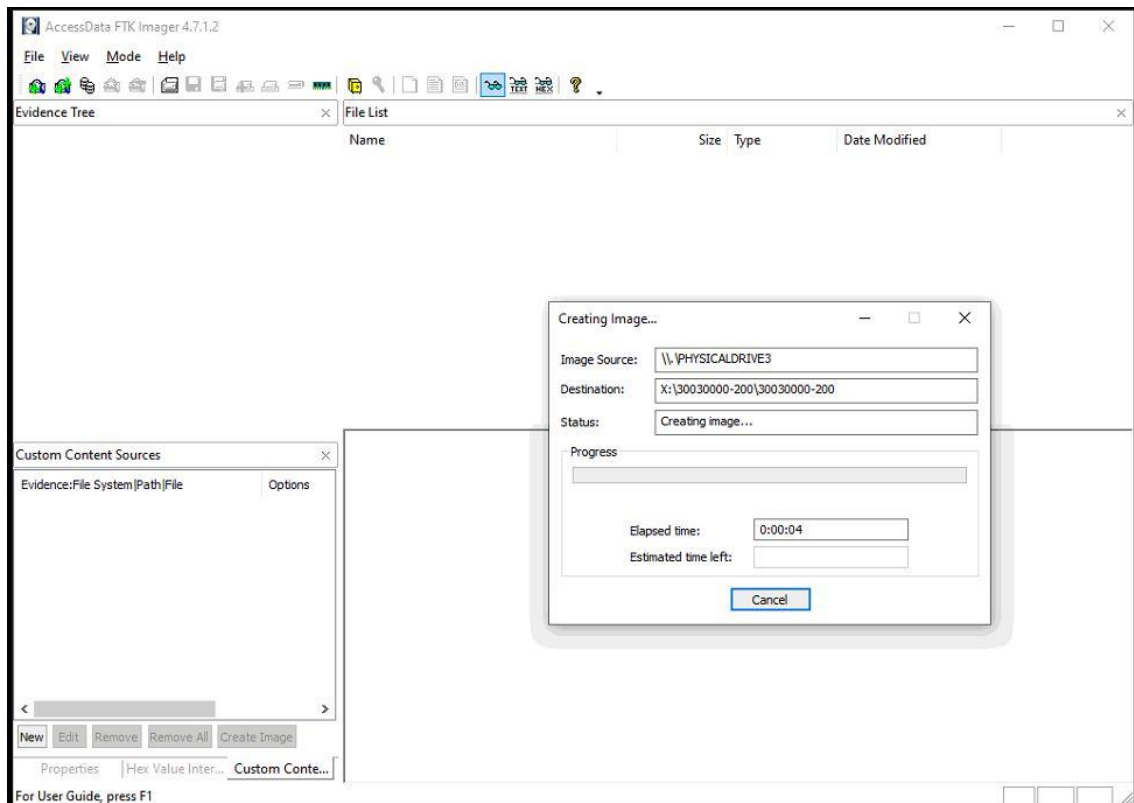 AccessData FTK Imager 4.7.1.2
File View Mode Help
Evidence Tree
File List
Name Size Type Date Modified
Creating Image...
Image Source: \\.\PHYSICALDRIVE3
Destination: X:\30030000-200\30030000-200
Status: Creating image...
Progress
Elapsed time: 0:00:04
Estimated time left:
Cancel
Custom Content Sources
Evidence:File System|Path|File Options
New Edit Remove Remove All Create Image
Properties Hex Value Inter... Custom Conte...
For User Guide, press F1